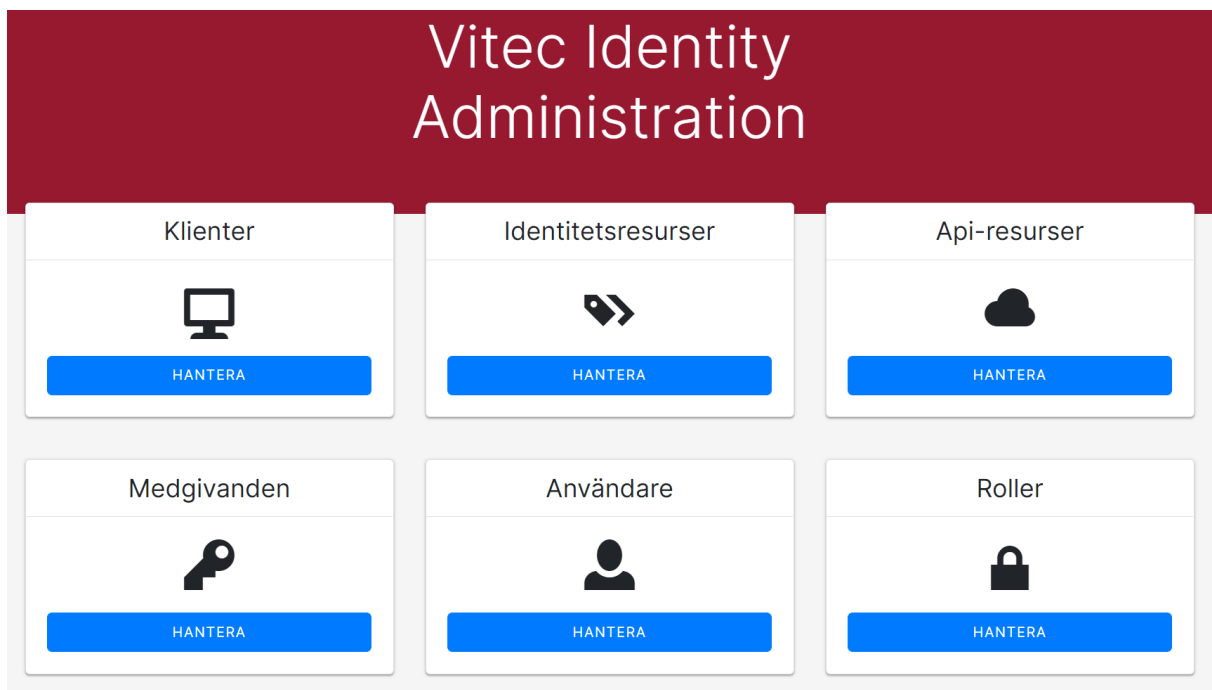 Vitec Identity
Administration
Klienter
Identitetsresurser
Api-resurser
HANTERA
HANTERA
HANTERA
Medgivanden
Användare
Roller
HANTERA
HANTERA
HANTERA